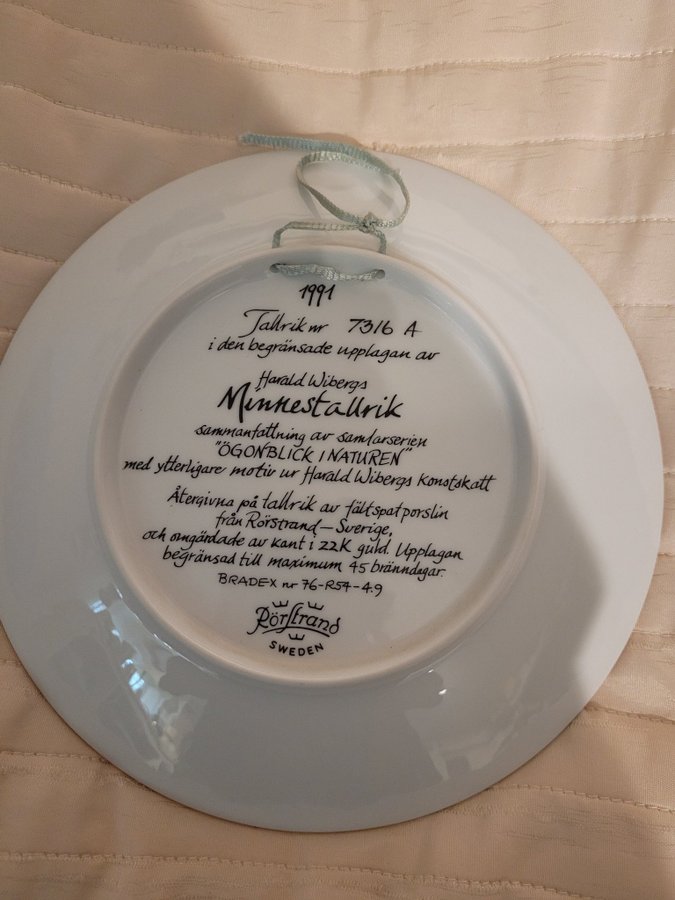 1991
Tallrik nr 7316 A
i den begränsade upplagan av
Harald Wibergs
Minnestallrik
sammanfattning av samlarserien
"ÖGONBLICK I NATUREN"
med ytterligare motiv ur Harald Wibergs Konstskatt
Återgivna på tallrik av fältspatporslin
från Rörstrand—Sverige,
och omgärdade av kant i 22K guld. Upplagan
begränsad till maximum 45 bränndagar.
BRADEX nr 76-R54-4.9
Rörstrand
SWEDEN